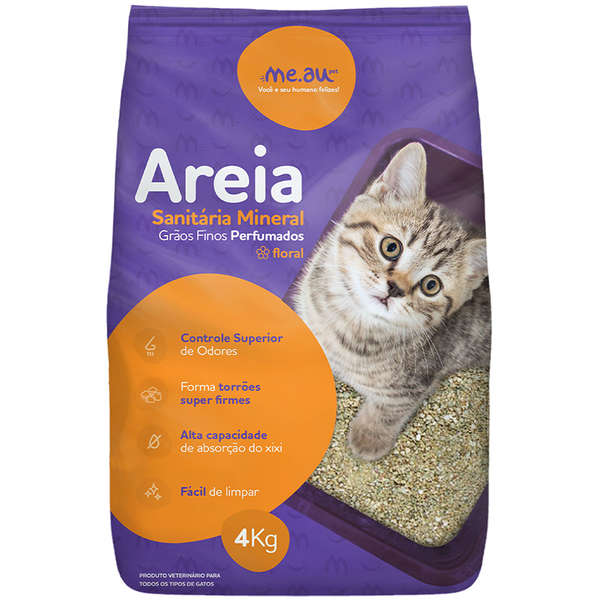 me.au pet
Você e seu humano felizes!
Areia
Sanitária Mineral
Grãos Finos Perfumados
floral
Controle Superior
de Odores
Forma torrões
super firmes
Alta capacidade
de absorção do xixi
Fácil de limpar
4Kg
PRODUTO VETERINÁRIO PARA
TODOS OS TIPOS DE GATOS